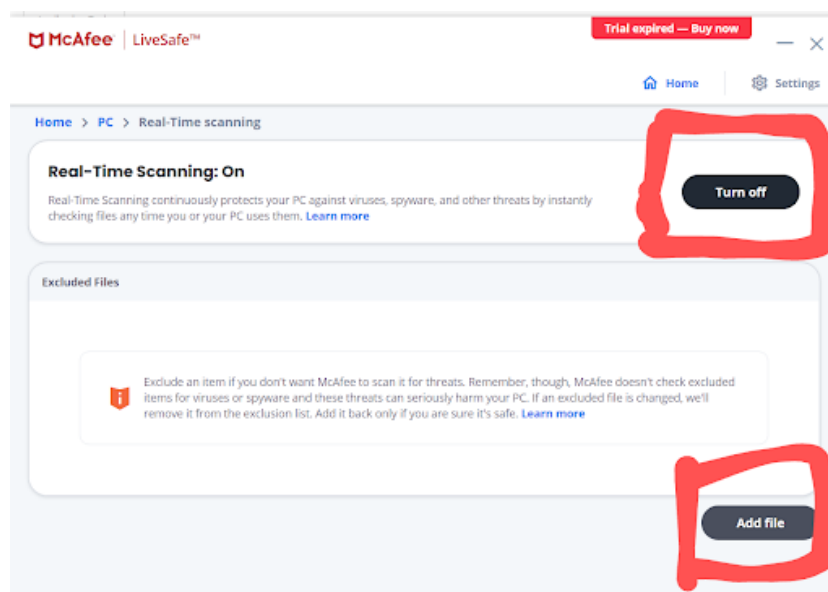 McAfee | LiveSafe™
Trial expired — Buy now
Home
Settings
Home > PC > Real-Time scanning
Real-Time Scanning: On
Real-Time Scanning continuously protects your PC against viruses, spyware, and other threats by instantly
checking files any time you or your PC uses them. Learn more
Turn off
Excluded Files
Exclude an item if you don't want McAfee to scan it for threats. Remember, though, McAfee doesn't check excluded
items for viruses or spyware and these threats can seriously harm your PC. If an excluded file is changed, we'll
remove it from the exclusion list. Add it back only if you are sure it's safe. Learn more
Add file